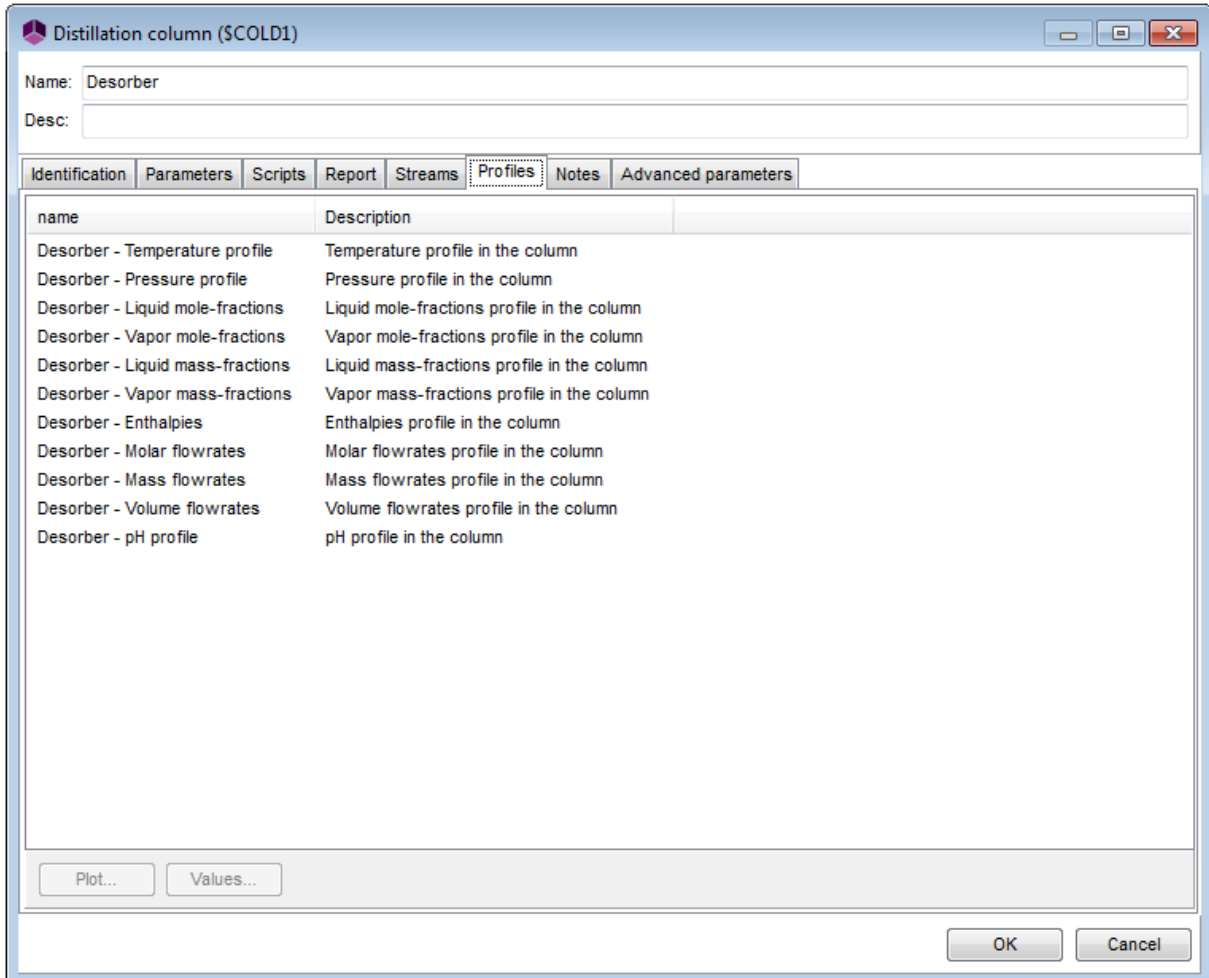 Distillation column ($COLD1)
Name: Desorber
Desc:
Identification Parameters Scripts Report Streams Profiles Notes Advanced parameters
name Description
Desorber - Temperature profile Temperature profile in the column
Desorber - Pressure profile Pressure profile in the column
Desorber - Liquid mole-fractions Liquid mole-fractions profile in the column
Desorber - Vapor mole-fractions Vapor mole-fractions profile in the column
Desorber - Liquid mass-fractions Liquid mass-fractions profile in the column
Desorber - Vapor mass-fractions Vapor mass-fractions profile in the column
Desorber - Enthalpies Enthalpies profile in the column
Desorber - Molar flowrates Molar flowrates profile in the column
Desorber - Mass flowrates Mass flowrates profile in the column
Desorber - Volume flowrates Volume flowrates profile in the column
Desorber - pH profile pH profile in the column
Plot... Values...
OK Cancel